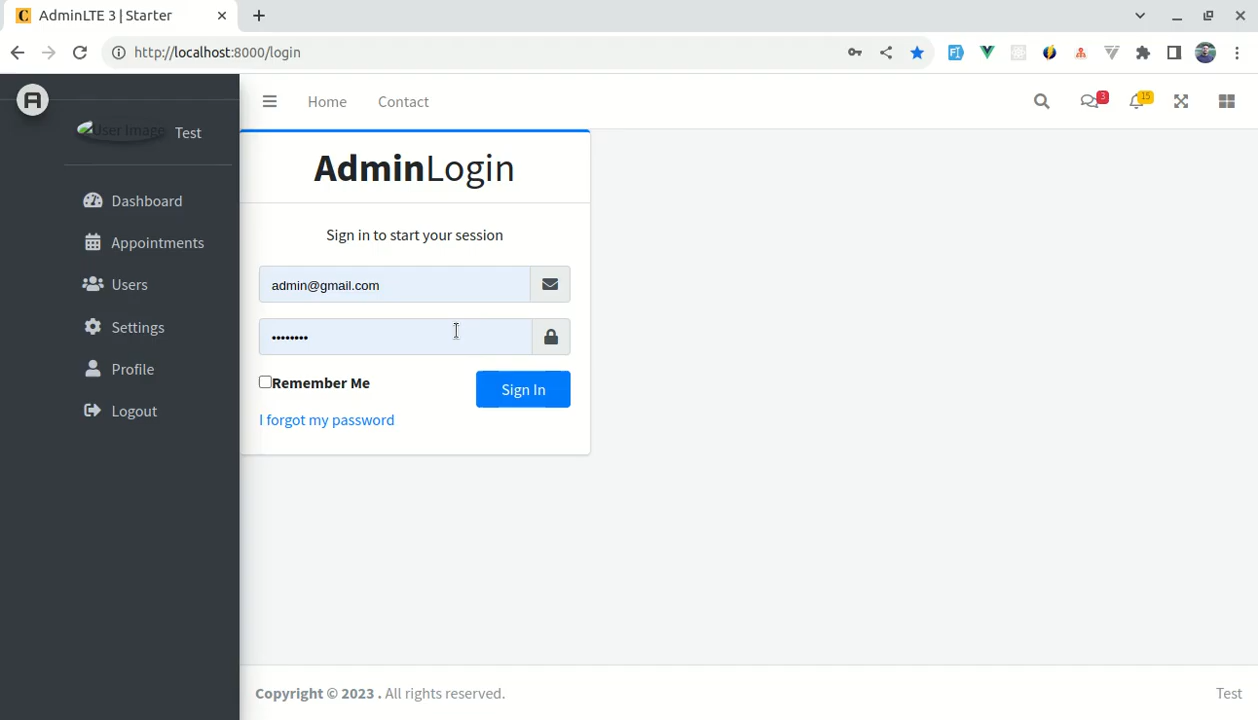 AdminLTE 3 | Starter
http://localhost:8000/login
User Image Test
Dashboard
Appointments
Users
Settings
Profile
Logout
Home Contact
3
15
AdminLogin
Sign in to start your session
admin@gmail.com
••••••••
Remember Me
Sign In
I forgot my password
Copyright © 2023 . All rights reserved.
Test